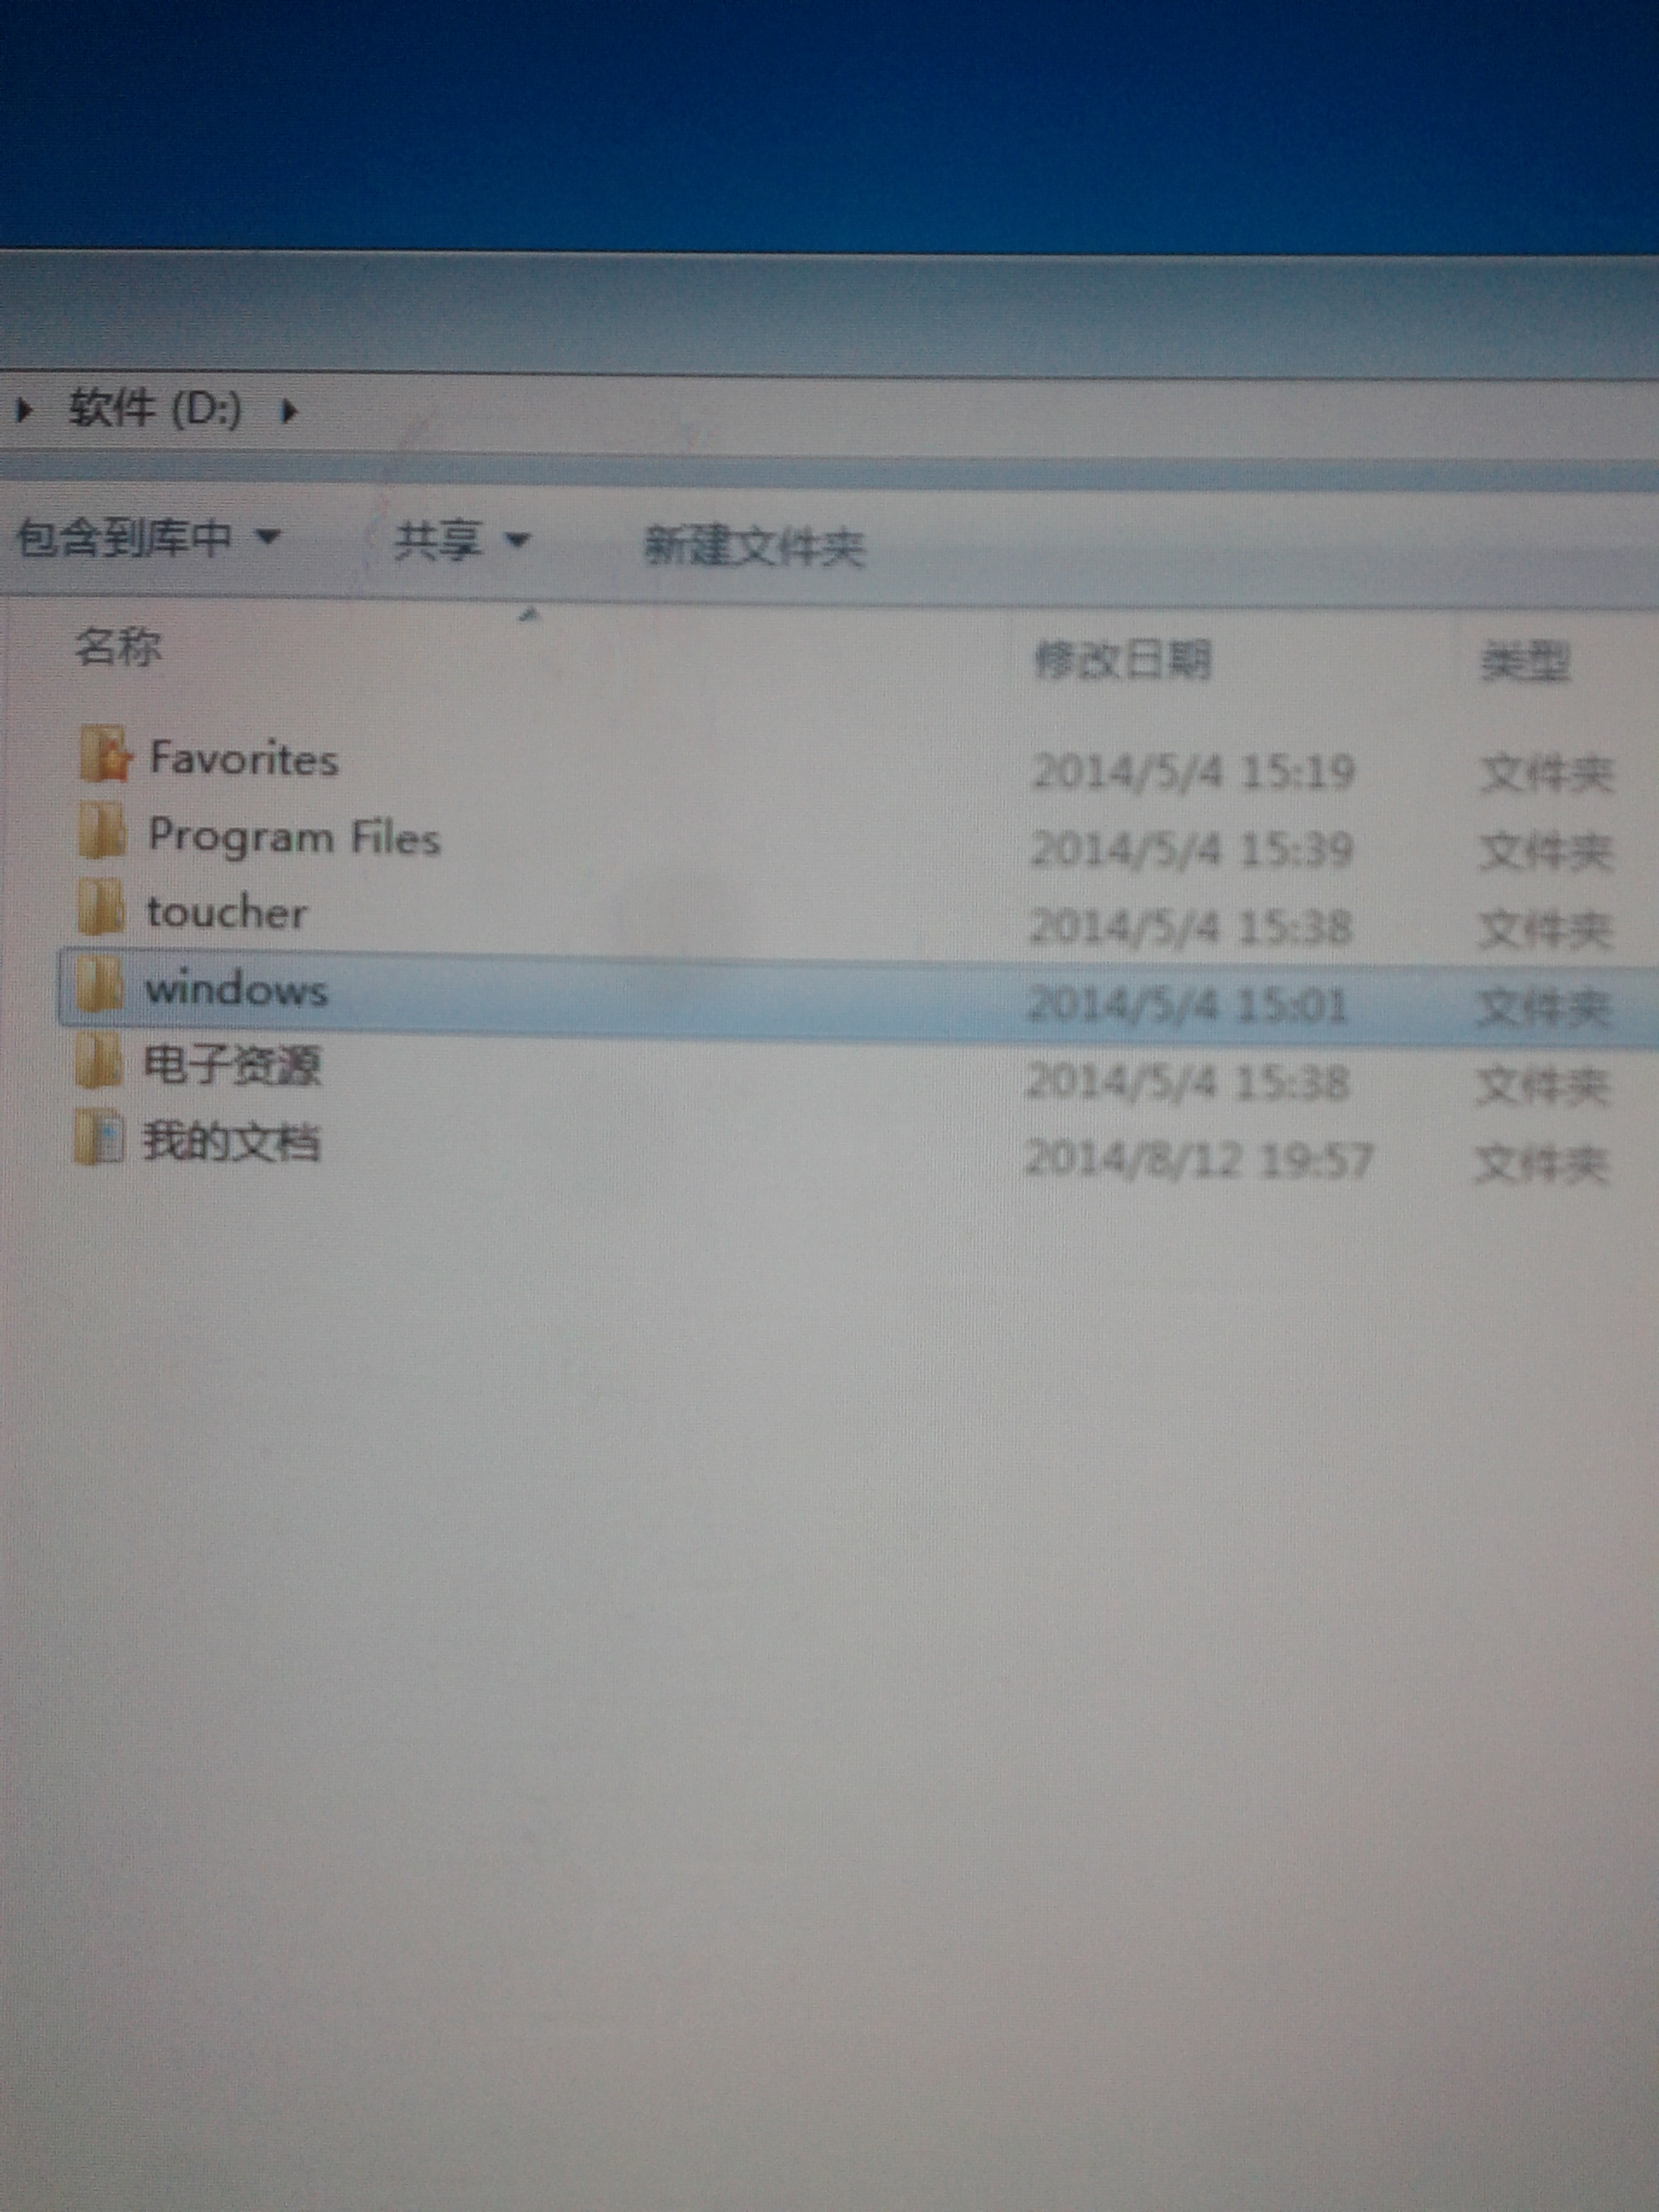 软件 (D:)
包含到库中 共享 新建文件夹
名称 修改日期 类型
Favorites 2014/5/4 15:19 文件夹
Program Files 2014/5/4 15:39 文件夹
toucher 2014/5/4 15:38 文件夹
windows 2014/5/4 15:01 文件夹
电子资源 2014/5/4 15:38 文件夹
我的文档 2014/8/12 19:57 文件夹